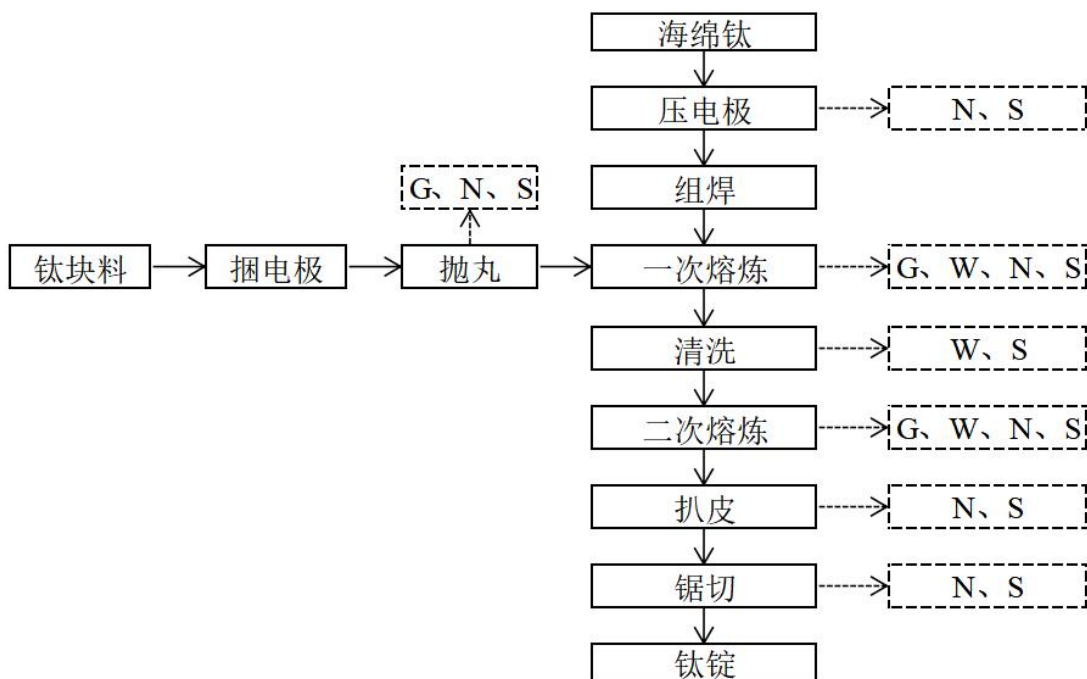 海绵钛
压电极
N、S
G、N、S
组焊
钛块料
捆电极
抛丸
一次熔炼
G、W、N、S
清洗
W、S
二次熔炼
G、W、N、S
扒皮
N、S
锯切
N、S
钛锭